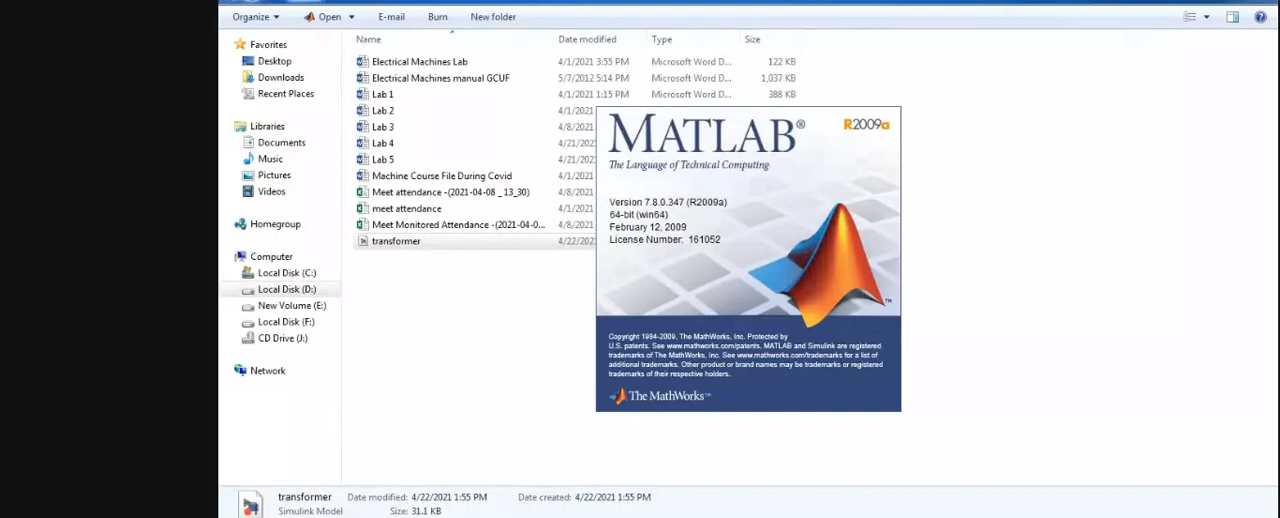 Organize Open E-mail Burn New folder
Name Date modified Type Size
Favorites
Desktop
Downloads
Recent Places
Libraries
Documents
Music
Pictures
Videos
Homegroup
Computer
Local Disk (C:)
Local Disk (D:)
New Volume (E:)
Local Disk (F:)
CD Drive (J:)
Network
Electrical Machines Lab 4/1/2021 3:55 PM Microsoft Word D... 122 KB
Electrical Machines manual GCUF 5/7/2012 5:14 PM Microsoft Word D... 1,037 KB
Lab 1 4/1/2021 1:15 PM Microsoft Word D... 388 KB
Lab 2 4/1/2021
Lab 3 4/8/2021
Lab 4 4/21/202
Lab 5 4/21/202
Machine Course File During Covid 4/1/2021
Meet attendance -(2021-04-08 _ 13_30) 4/8/2021
meet attendance 4/1/2021
Meet Monitored Attendance -(2021-04-0... 4/8/2021
transformer 4/22/202
MATLAB® R2009a
The Language of Technical Computing
Version 7.8.0.347 (R2009a)
64-bit (win64)
February 12, 2009
License Number: 161052
Copyright 1984-2009, The MathWorks, Inc. Protected by
U.S. patents. See www.mathworks.com/patents. MATLAB and Simulink are registered
trademarks of The MathWorks, Inc. See www.mathworks.com/trademarks for a list of
additional trademarks. Other product or brand names may be trademarks or registered
trademarks of their respective holders.
The MathWorks™
transformer Date modified: 4/22/2021 1:55 PM Date created: 4/22/2021 1:55 PM
Simulink Model Size: 31.1 KB